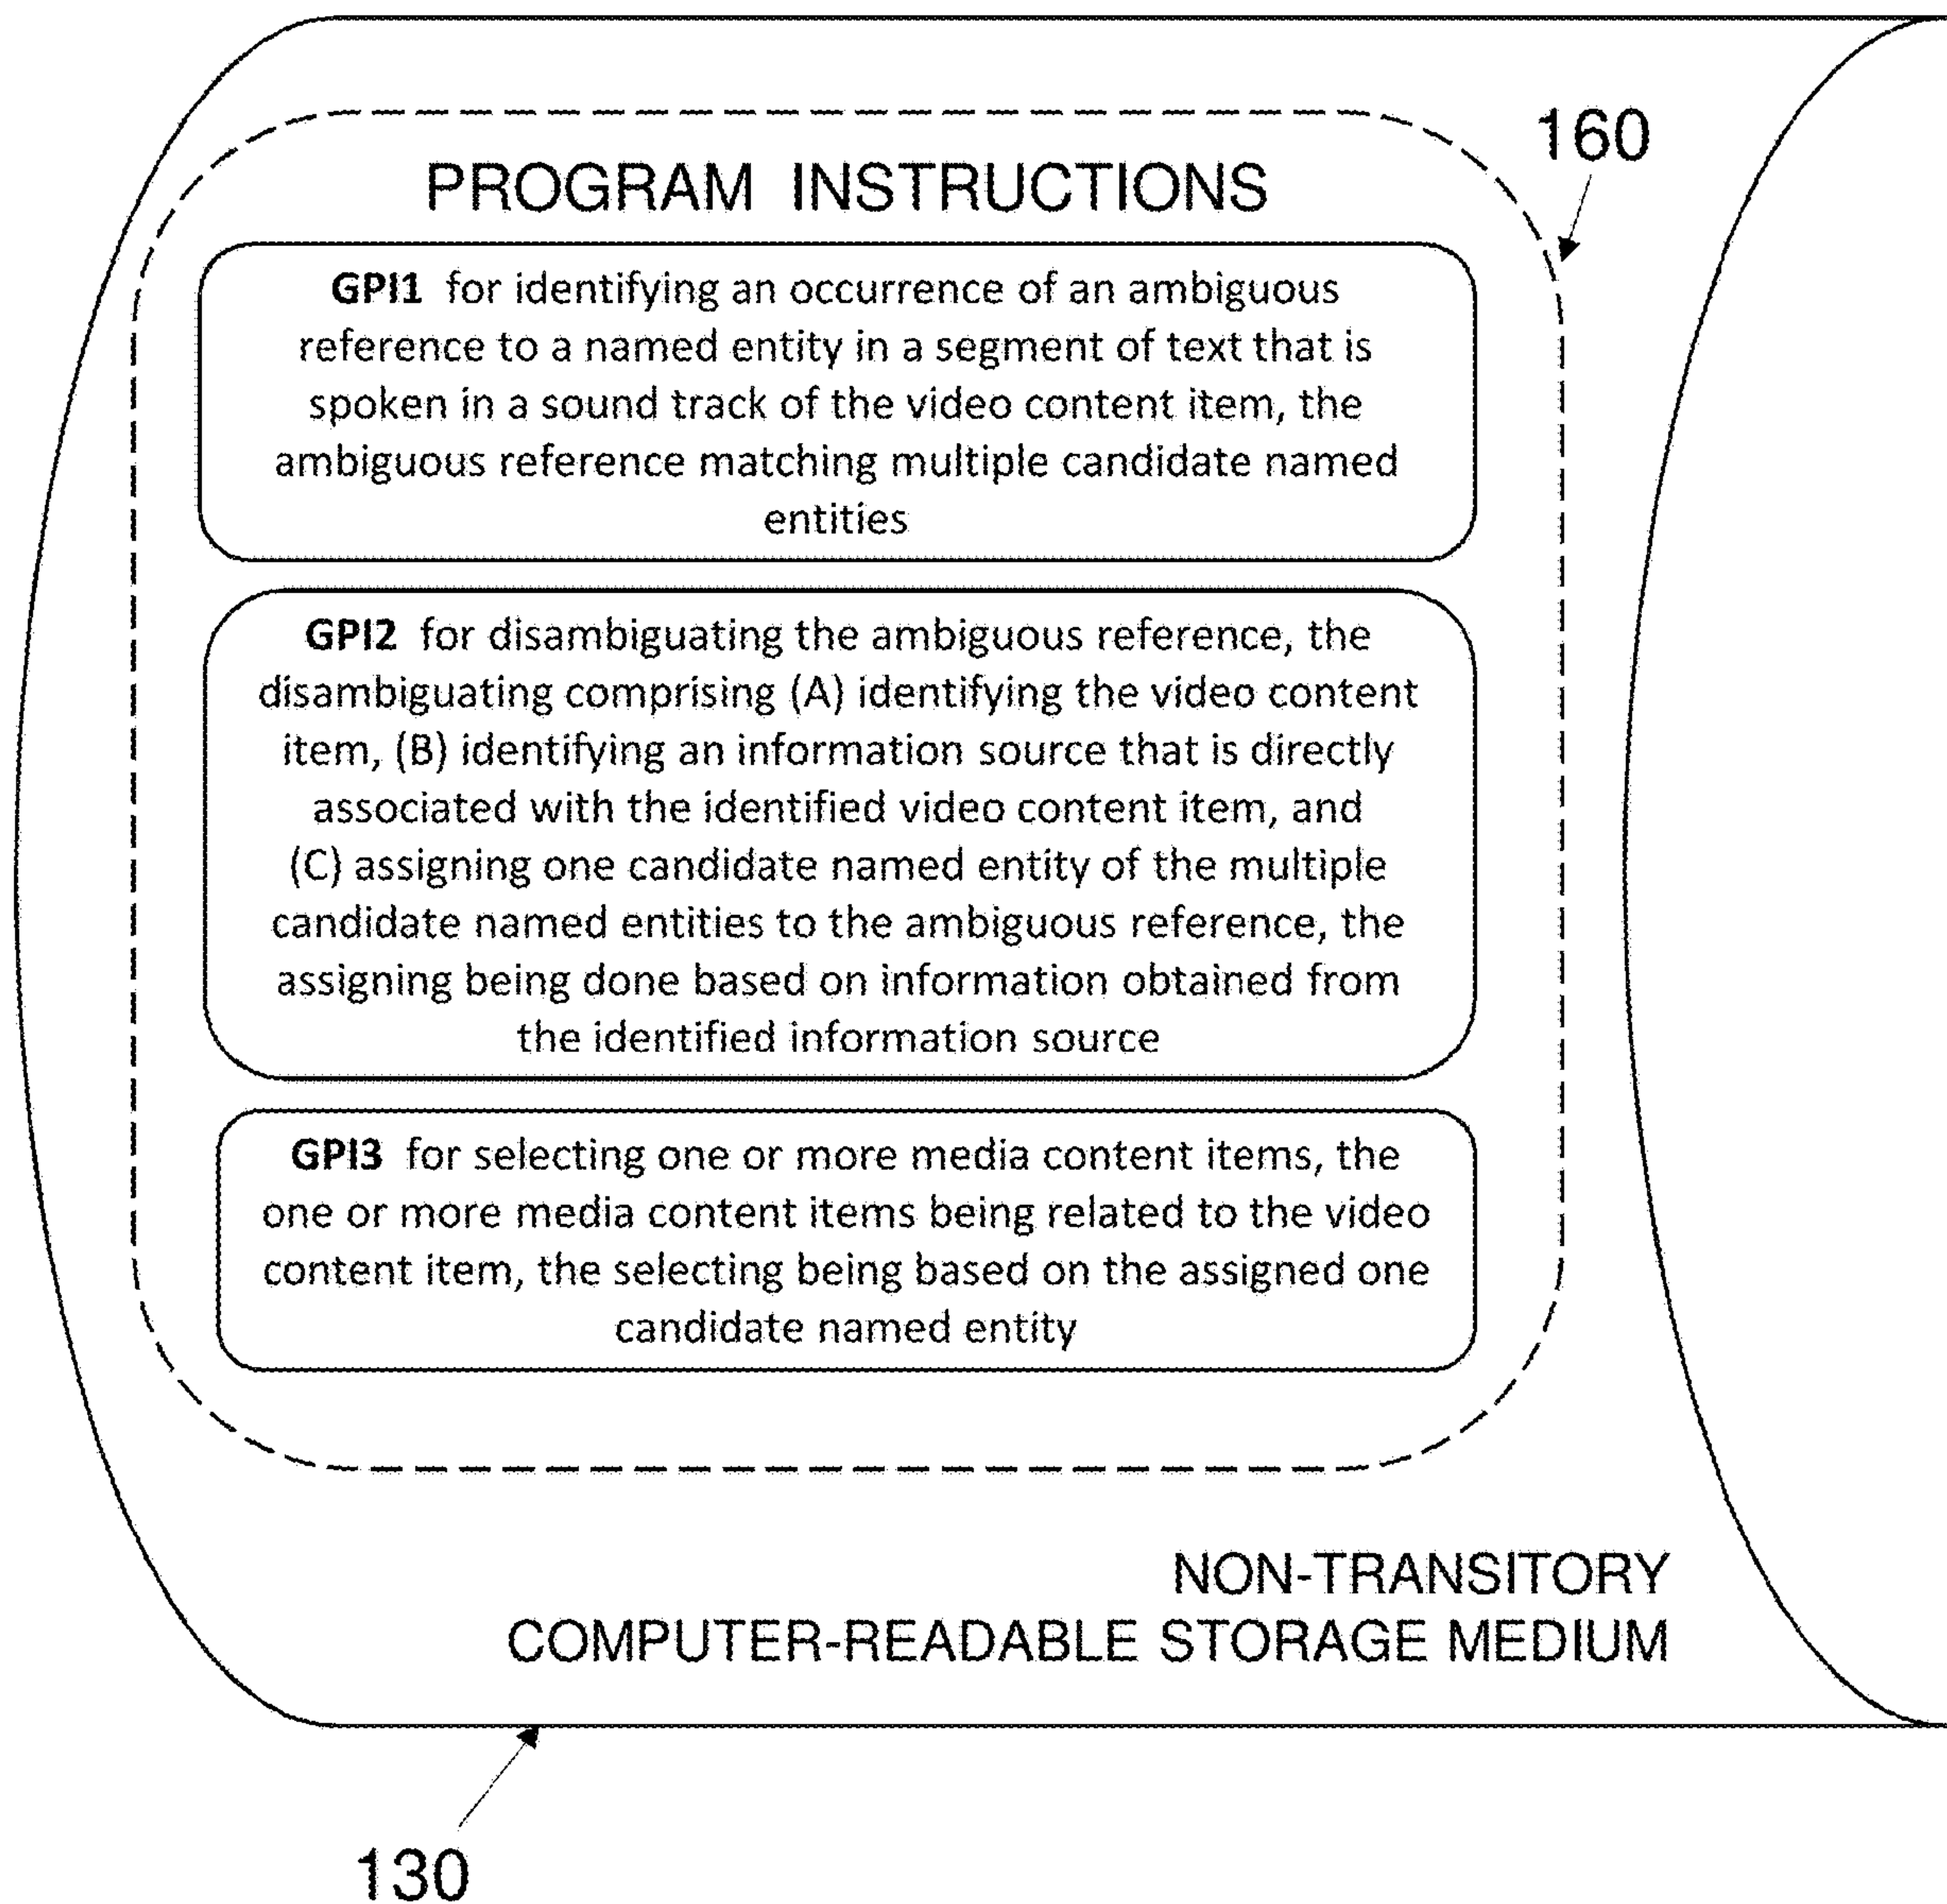 160
PROGRAM INSTRUCTIONS
GPI1 for identifying an occurrence of an ambiguous
reference to a named entity in a segment of text that is
spoken in a sound track of the video content item, the
ambiguous reference matching multiple candidate named
entities
GPI2 for disambiguating the ambiguous reference, the
disambiguating comprising (A) identifying the video content
item, (B) identifying an information source that is directly
associated with the identified video content item, and
(C) assigning one candidate named entity of the multiple
candidate named entities to the ambiguous reference, the
assigning being done based on information obtained from
the identified information source
GPI3 for selecting one or more media content items, the
one or more media content items being related to the video
content item, the selecting being based on the assigned one
candidate named entity
NON-TRANSITORY
COMPUTER-READABLE STORAGE MEDIUM
130